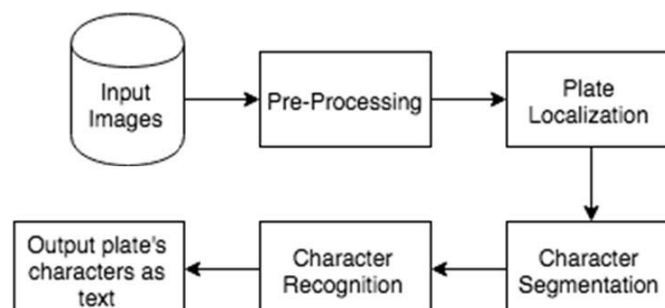 Input
Images
Pre-Processing
Plate
Localization
Character
Segmentation
Character
Recognition
Output plate's
characters as
text